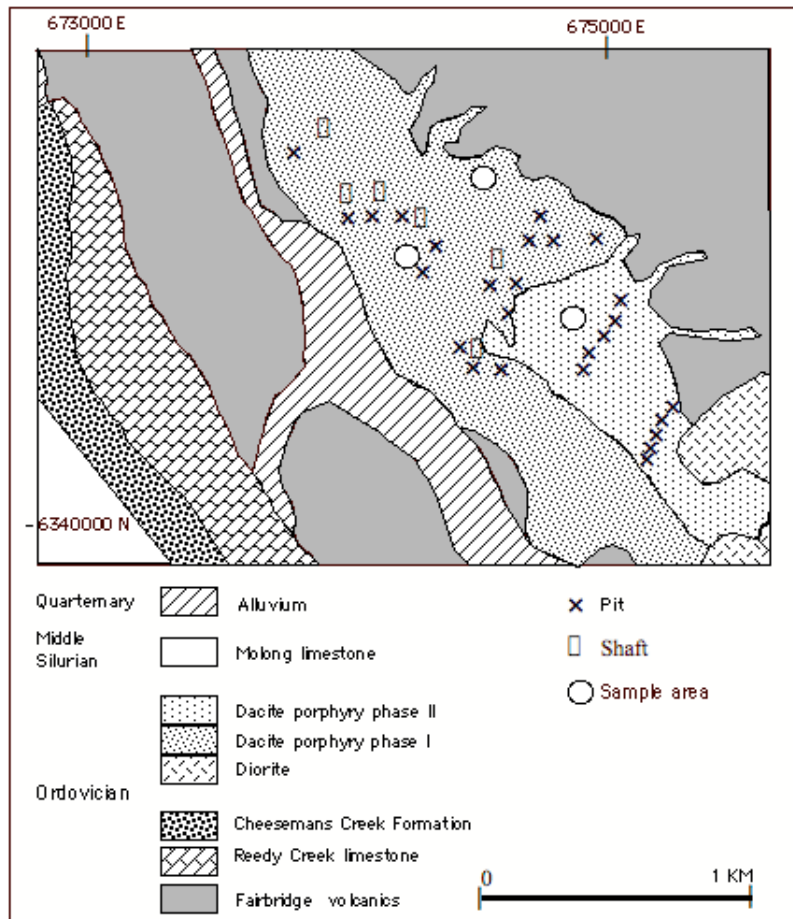 673000 E
675000 E
-6340000 N
Quarternary
Alluvium
Pit
Middle
Silurian
Molong limestone
Shaft
Sample area
Dacite porphyry phase II
Dacite porphyry phase I
Diorite
Ordovician
Cheesemans Creek Formation
Reedy Creek limestone
Fairbridge volcanics
0
1 KM